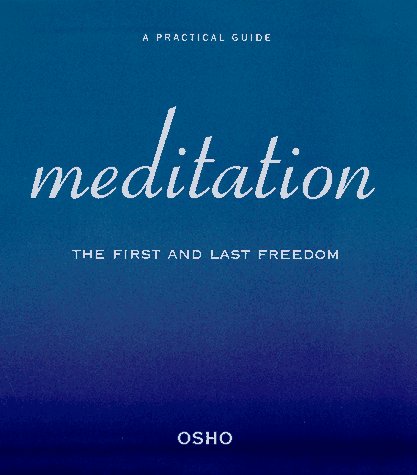 A PRACTICAL GUIDE
meditation
THE FIRST AND LAST FREEDOM
OSHO